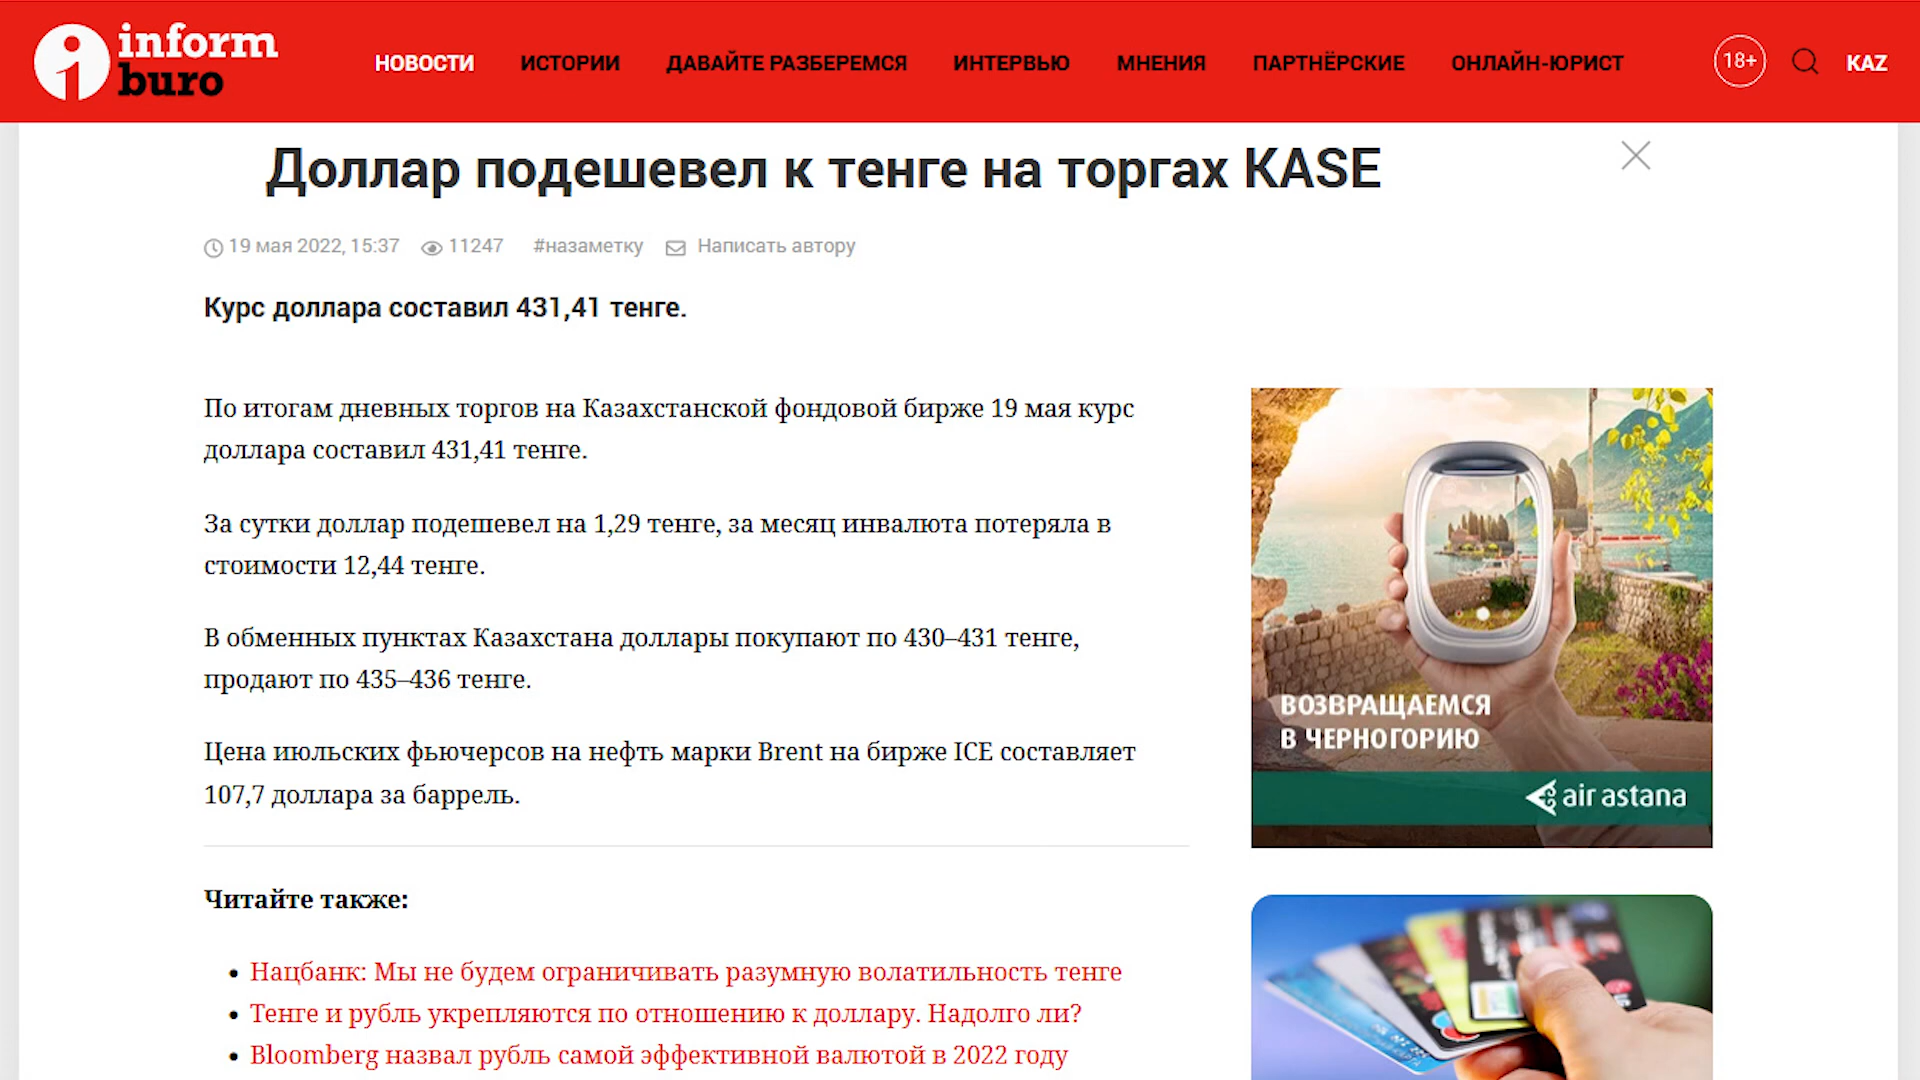 inform
buro
НОВОСТИ ИСТОРИИ ДАВАЙТЕ РАЗБЕРЕМСЯ ИНТЕРВЬЮ МНЕНИЯ ПАРТНЁРСКИЕ ОНЛАЙН-ЮРИСТ 18+ KAZ
Доллар подешевел к тенге на торгах KASE
19 мая 2022, 15:37 11247 #назаметку Написать автору
Курс доллара составил 431,41 тенге.
По итогам дневных торгов на Казахстанской фондовой бирже 19 мая курс
доллара составил 431,41 тенге.
За сутки доллар подешевел на 1,29 тенге, за месяц инвалюта потеряла в
стоимости 12,44 тенге.
В обменных пунктах Казахстана доллары покупают по 430–431 тенге,
продают по 435–436 тенге.
Цена июльских фьючерсов на нефть марки Brent на бирже ICE составляет
107,7 доллара за баррель.
Читайте также:
Нацбанк: Мы не будем ограничивать разумную волатильность тенге
Тенге и рубль укрепляются по отношению к доллару. Надолго ли?
Bloomberg назвал рубль самой эффективной валютой в 2022 году
ВОЗВРАЩАЕМСЯ
В ЧЕРНОГОРИЮ
air astana